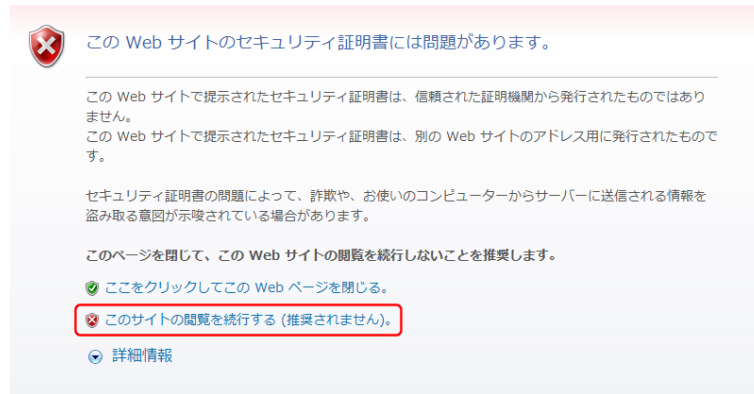 この Web サイトのセキュリティ証明書には問題があります。
この Web サイトで提示されたセキュリティ証明書は、信頼された証明機関から発行されたものではあり
ません。
この Web サイトで提示されたセキュリティ証明書は、別の Web サイトのアドレス用に発行されたもので
す。
セキュリティ証明書の問題によって、詐欺や、お使いのコンピューターからサーバーに送信される情報を
盗み取る意図が示唆されている場合があります。
このページを閉じて、この Web サイトの閲覧を続行しないことを推奨します。
ここをクリックしてこの Web ページを閉じる。
このサイトの閲覧を続行する (推奨されません)。
詳細情報